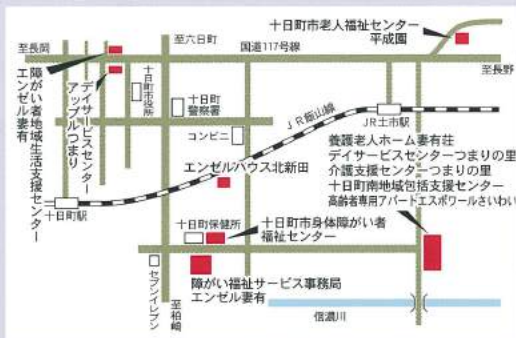 十日町市老人福祉センター
平成園
至六日町
国道117号線
至長岡
至長野
障がい者地域生活支援センター
エンゼル妻有
デイサービスセンター
アップルつまり
十日町市役所
十日町
警察署
コンビニ
JR飯山線
JR土市駅
養護老人ホーム妻有荘
デイサービスセンターつまりの里
介護支援センターつまりの里
十日町南地域包括支援センター
高齢者専用アパートエスポワールさいわい
エンゼルハウス北新田
十日町駅
十日町保健所
十日町市身体障がい者
福祉センター
セブンイレブン
至柏崎
障がい福祉サービス事務局
エンゼル妻有
信濃川